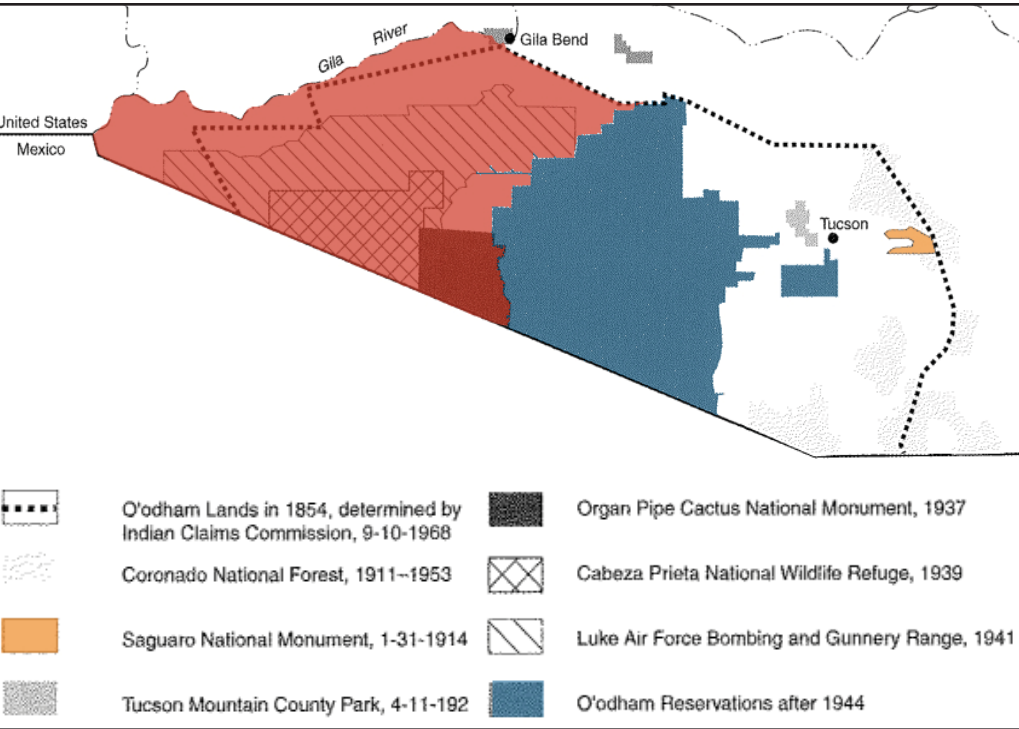 Gila River
Gila Bend
United States
Mexico
Tucson
O'odham Lands in 1854, determined by
Indian Claims Commission, 9-10-1968
Coronado National Forest, 1911--1953
Saguaro National Monument, 1-31-1914
Tucson Mountain County Park, 4-11-192
Organ Pipe Cactus National Monument, 1937
Cabeza Prieta National Wildlife Refuge, 1939
Luke Air Force Bombing and Gunnery Range, 1941
O'odham Reservations after 1944